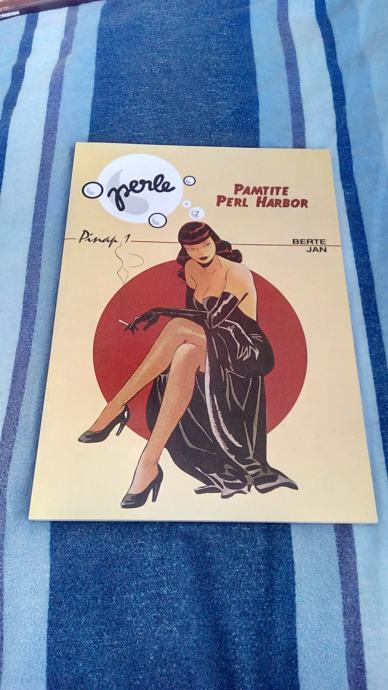 perle
PAMTITE
PERL HARBOR
Pinap 1
BERTE
JAN